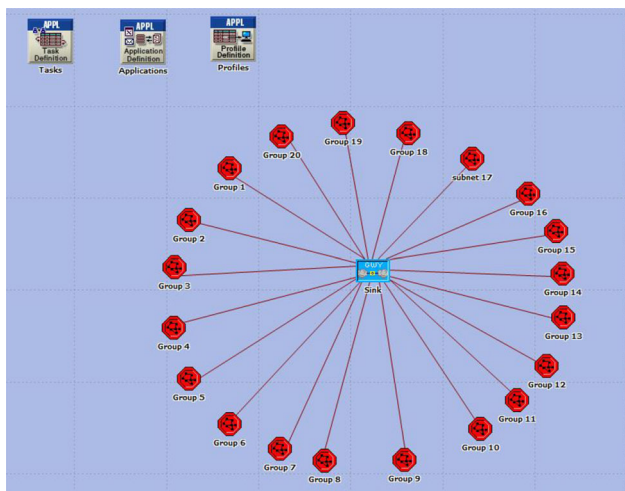 APPL
Task
Definition
Tasks
APPL
Application
Definition
Applications
APPL
Profile
Definition
Profiles
Group 19
Group 18
Group 20
subnet 17
Group 1
Group 16
Group 2
Group 15
GWY
Sink
Group 3
Group 14
Group 13
Group 4
Group 12
Group 5
Group 11
Group 6
Group 10
Group 7
Group 8
Group 9